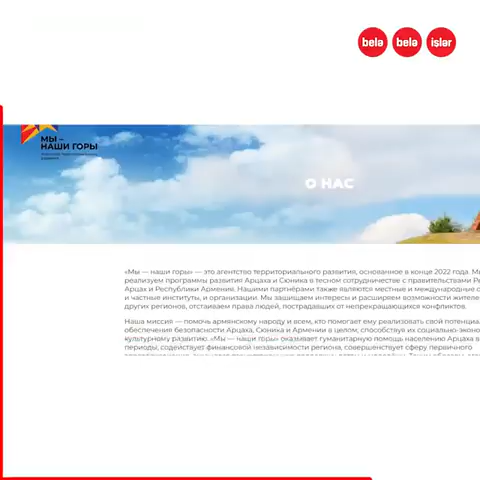 belə belə işlər
МЫ –
НАШИ ГОРЫ
О НАС
«Мы — наши горы» — это агентство территориального развития, основанное в конце 2022 года. М
реализуем программы развития Арцаха и Сюника в тесном сотрудничестве с правительствами Р
Арцах и Республики Армения. Нашими партнёрами также являются местные и международные
и частные институты, и организации. Мы защищаем интересы и расширяем возможности жителе
других регионов, отстаиваем права людей, пострадавших от непрекращающихся конфликтов.
Наша миссия — помочь армянскому народу и всем, кто помогает ему реализовать свой потенциа
обеспечения безопасности Арцаха, Сюника и Армении в целом, способствуя их социально-эконо
культурному развитию. «Мы — наши горы» оказывает гуманитарную помощь населению Арцаха в
периоды, содействует финансовой независимости региона, совершенствует сферу первичного